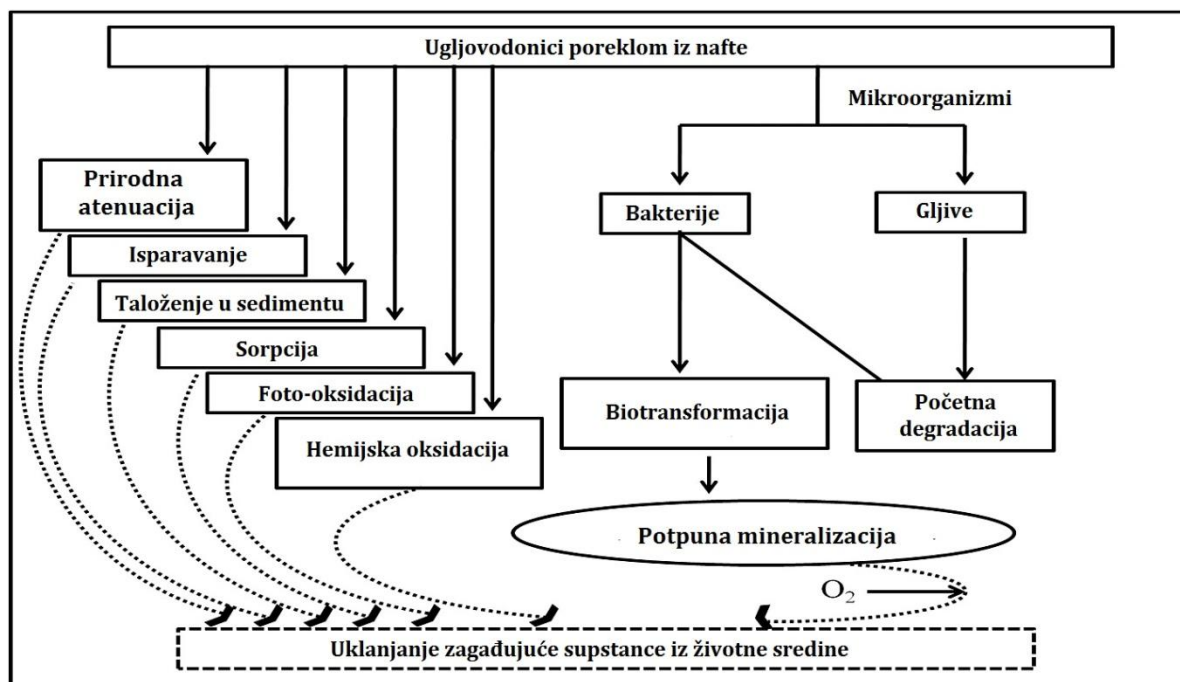 Ugljovodonici poreklom iz nafte
Mikroorganizmi
Prirodna
atenuacija
Isparavanje
Taloženje u sedimentu
Sorpcija
Foto-oksidacija
Hemijska oksidacija
Bakterije
Gljive
Biotransformacija
Početna
degradacija
Potpuna mineralizacija
O₂
Uklanjanje zagađujuće supstance iz životne sredine